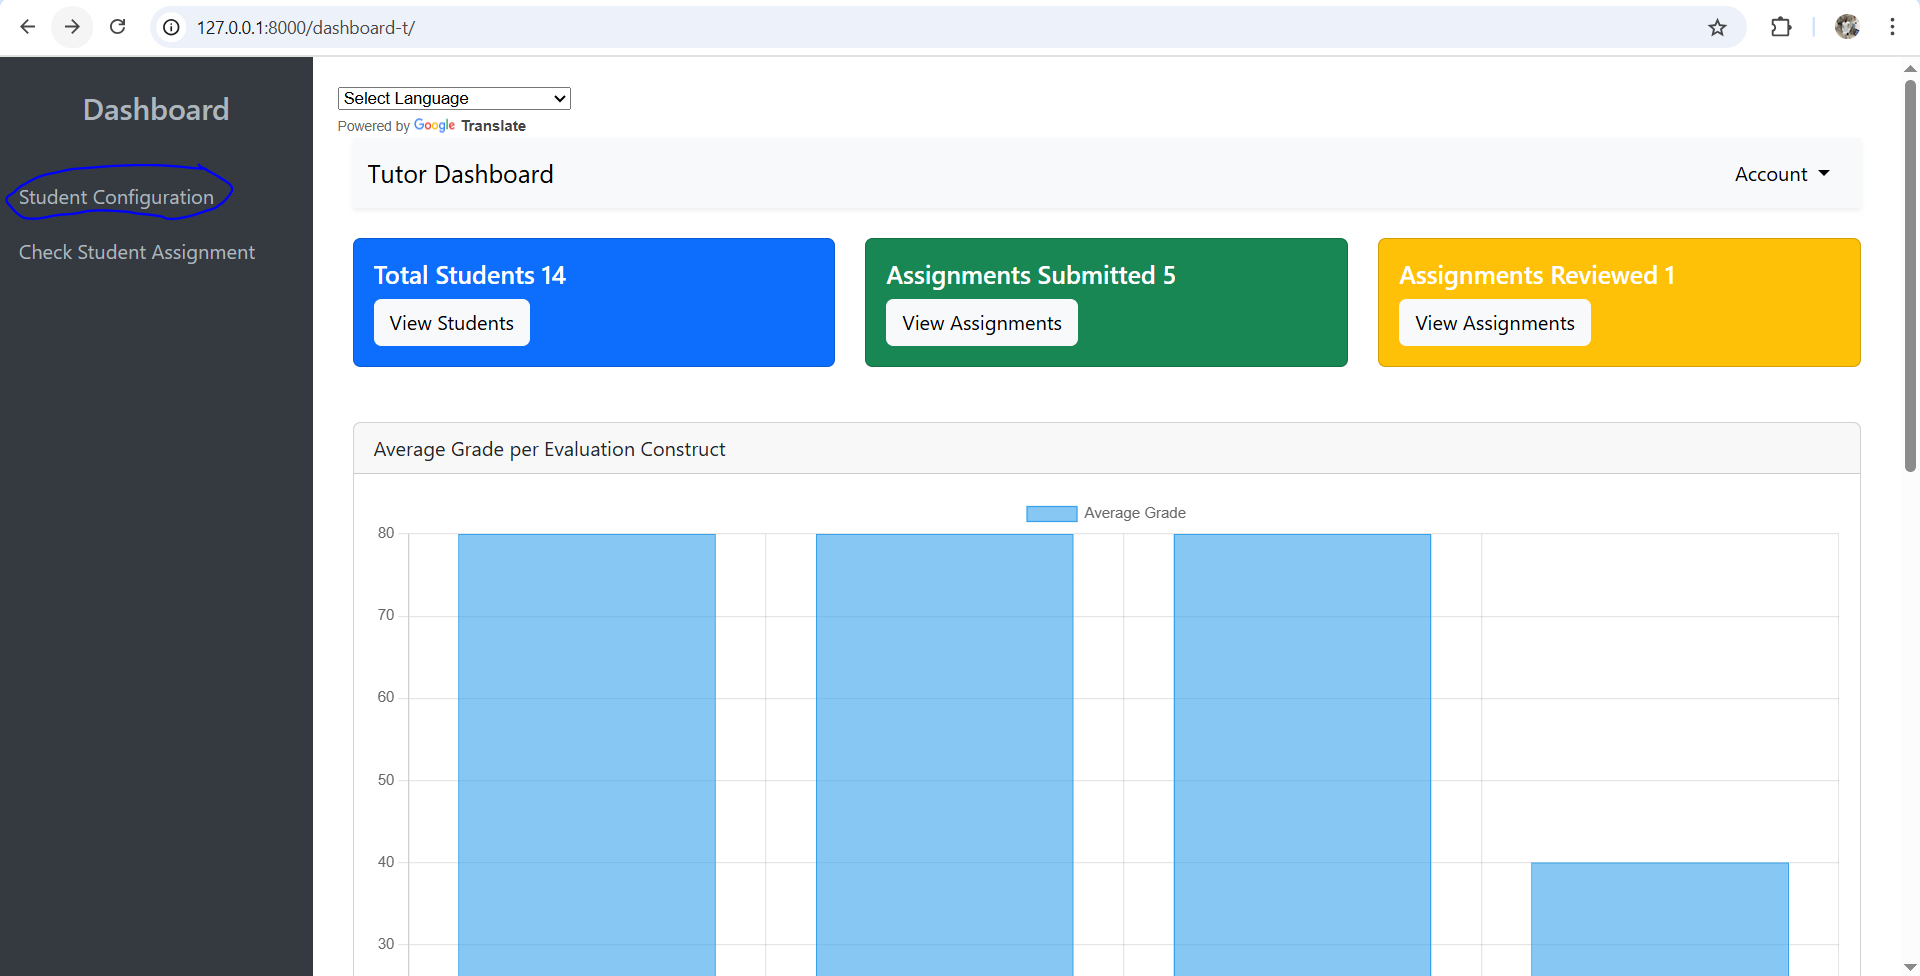 127.0.0.1:8000/dashboard-t/
Dashboard
Student Configuration
Check Student Assignment
Select Language
Powered by Google Translate
Tutor Dashboard
Account
Total Students 14
View Students
Assignments Submitted 5
View Assignments
Assignments Reviewed 1
View Assignments
Average Grade per Evaluation Construct
Average Grade
80
70
60
50
40
30